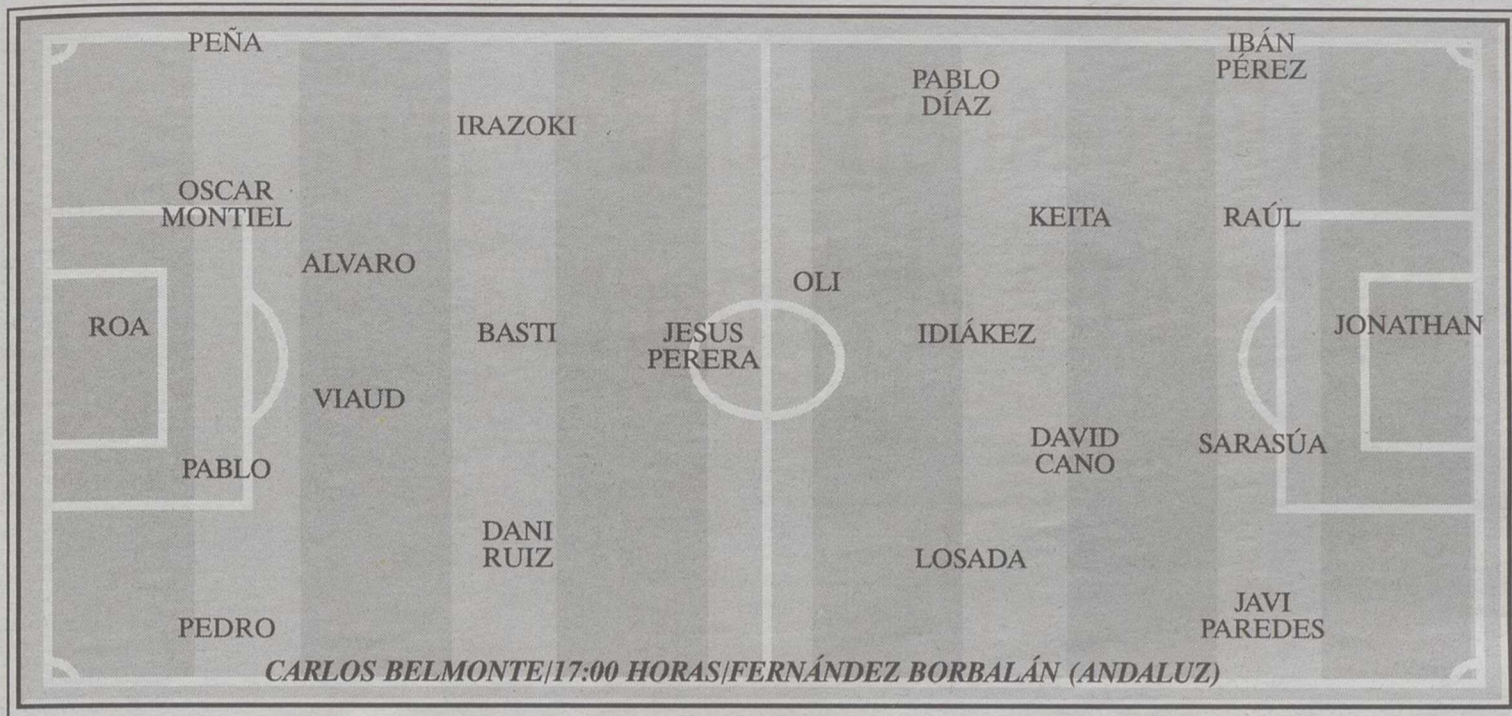 PEÑA
IRAZOKI
OSCAR
MONTIEL
ALVARO
ROA
BASTI
JESUS
PERERA
VIAUD
PABLO
DANI
RUIZ
PEDRO
IBÁN
PÉREZ
PABLO
DÍAZ
KEITA
RAÚL
OLI
IDIÁKEZ
JONATHAN
DAVID
CANO
SARASÚA
LOSADA
JAVI
PAREDES
CARLOS BELMONTE/17:00 HORAS/FERNÁNDEZ BORBALÁN (ANDALUZ)